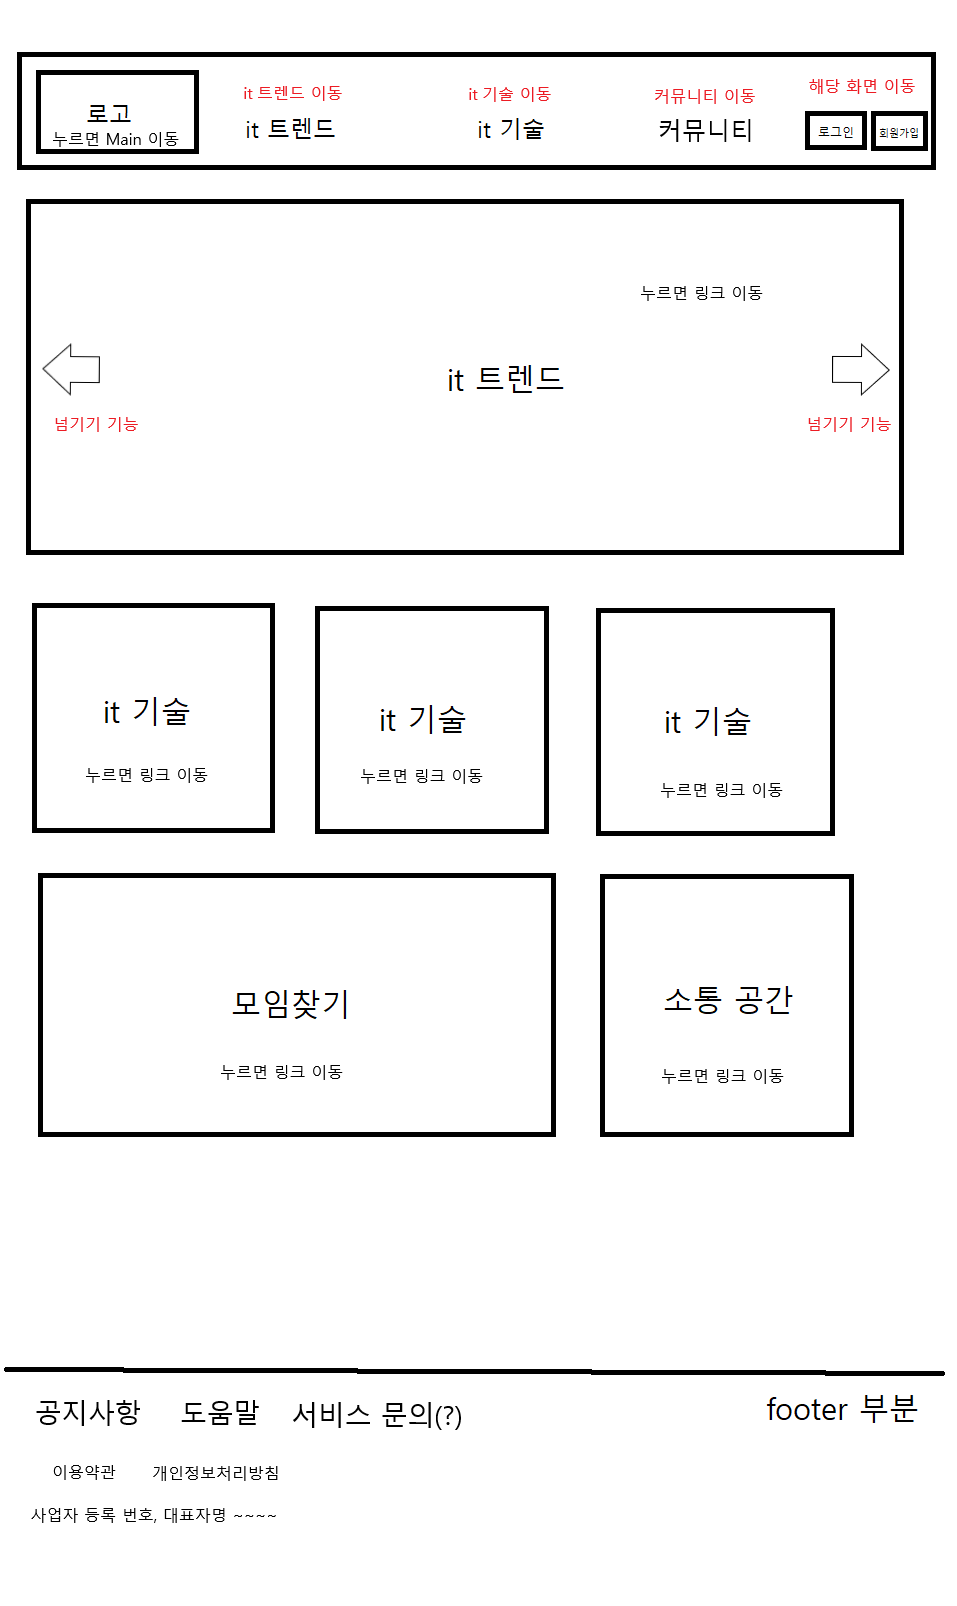 it 트렌드 이동
it 기술 이동
커뮤니티 이동
해당 화면 이동
로고
누르면 Main 이동
it 트렌드
it 기술
커뮤니티
로그인
회원가입
누르면 링크 이동
it 트렌드
넘기기 기능
넘기기 기능
it 기술
누르면 링크 이동
it 기술
누르면 링크 이동
it 기술
누르면 링크 이동
모임찾기
누르면 링크 이동
소통 공간
누르면 링크 이동
공지사항
도움말
서비스 문의(?)
footer 부분
이용약관
개인정보처리방침
사업자 등록 번호, 대표자명 ~~~~